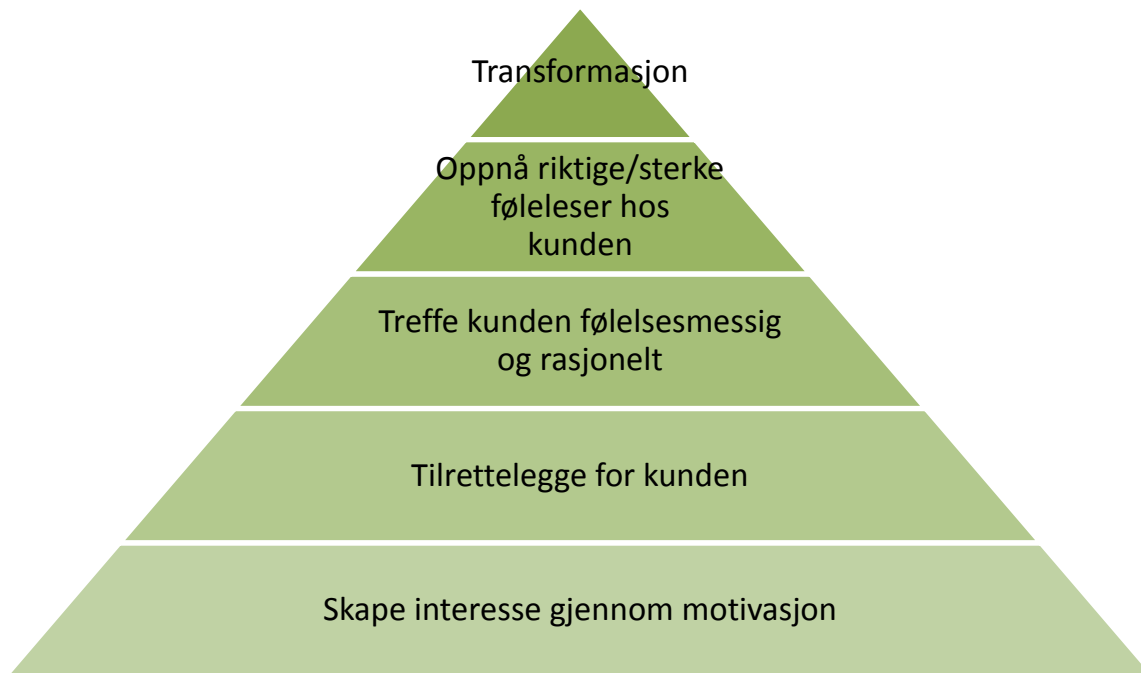 Transformasjon
Oppnå riktige/sterke
føleleser hos
kunden
Treffe kunden følelsesmessig
og rasjonelt
Tilrettelegge for kunden
Skape interesse gjennom motivasjon